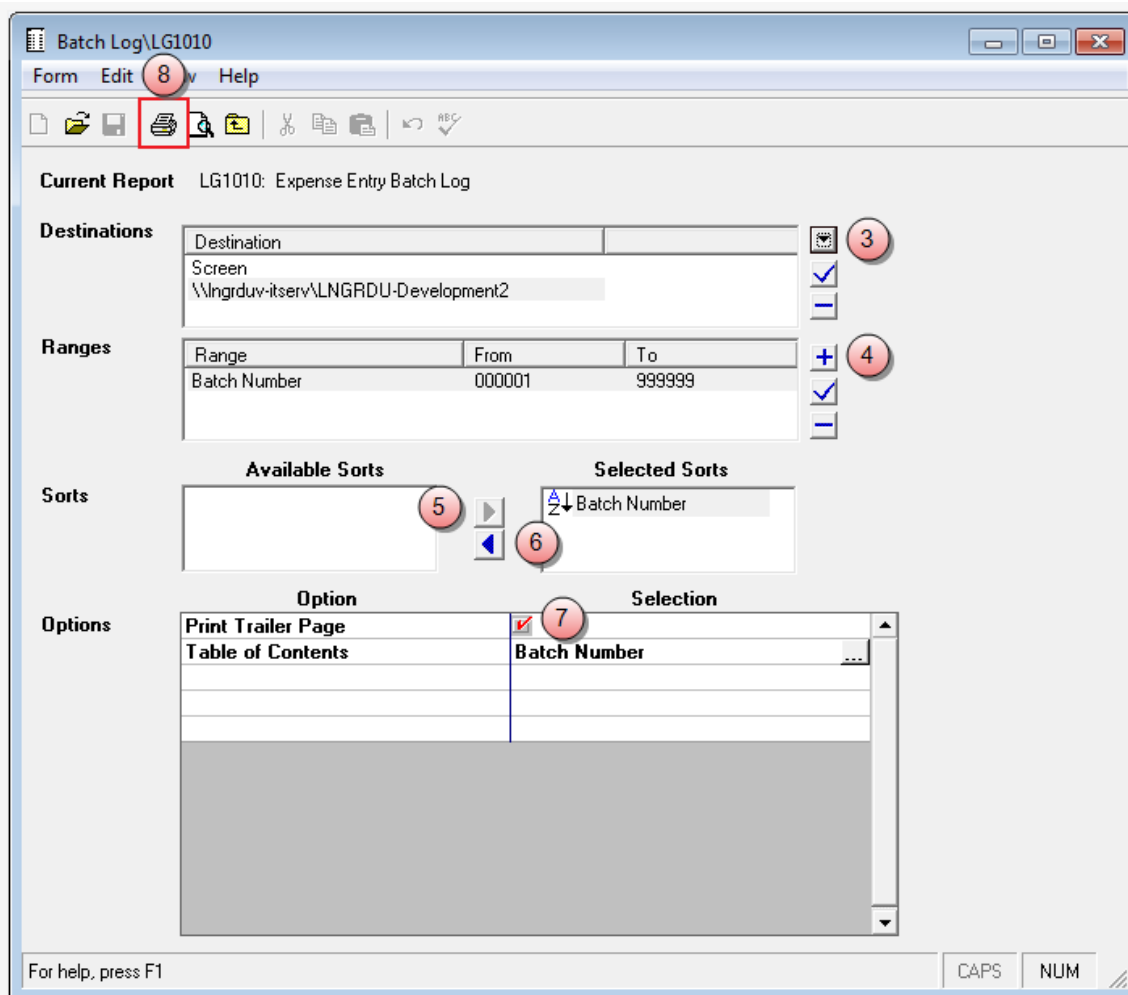 Batch Log\LG1010
Form Edit 8 w Help
ABC
Current Report LG1010: Expense Entry Batch Log
Destinations
Destination
3
Screen
\\lngrduv-itserv\LNGRDU-Development2
Ranges
Range From To
4
Batch Number 000001 999999
Available Sorts Selected Sorts
Sorts
5
AZ Batch Number
6
Option Selection
Options
Print Trailer Page
7
Table of Contents Batch Number ...
For help, press F1 CAPS NUM